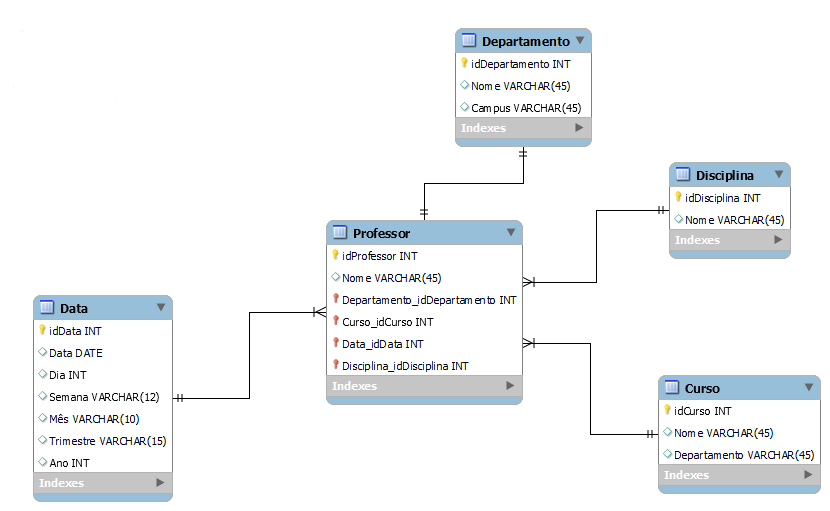 Departamento
idDepartamento INT
Nome VARCHAR(45)
Campus VARCHAR(45)
Indexes
Disciplina
idDisciplina INT
Nome VARCHAR(45)
Indexes
Professor
idProfessor INT
Nome VARCHAR(45)
Departamento_idDepartamento INT
Curso_idCurso INT
Data_idData INT
Disciplina_idDisciplina INT
Indexes
Data
idData INT
Data DATE
Dia INT
Semana VARCHAR(12)
Mês VARCHAR(10)
Trimestre VARCHAR(15)
Ano INT
Indexes
Curso
idCurso INT
Nome VARCHAR(45)
Departamento VARCHAR(45)
Indexes